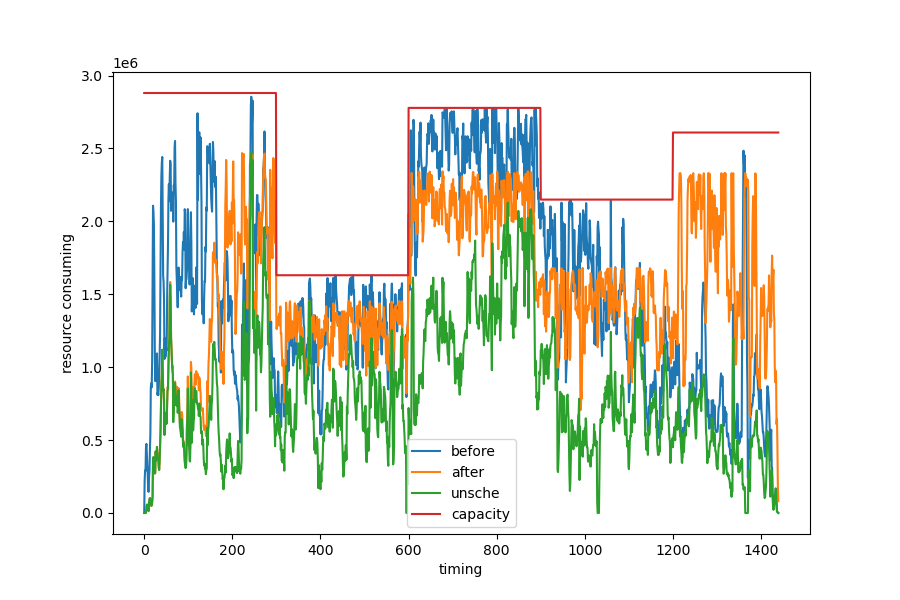 1e6
3.0
2.5
2.0
1.5
1.0
0.5
0.0
resource consuming
before
after
unsche
capacity
0 200 400 600 800 1000 1200 1400
timing